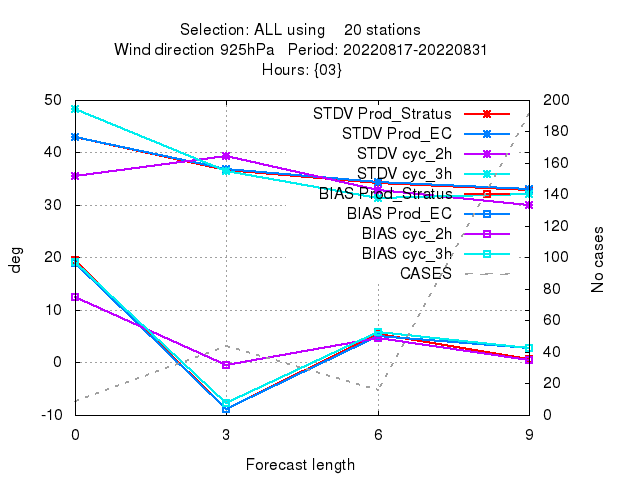 Selection: ALL using 20 stations
Wind direction 925hPa Period: 20220817-20220831
Hours: {03}
50
40
30
20
10
0
-10
deg
STDV Prod_Stratus
STDV Prod_EC
STDV cyc_2h
STDV cyc_3h
BIAS Prod_Stratus
BIAS Prod_EC
BIAS cyc_2h
BIAS cyc_3h
CASES
200
180
160
140
120
100
80
60
40
20
0
No cases
0 3 6 9
Forecast length